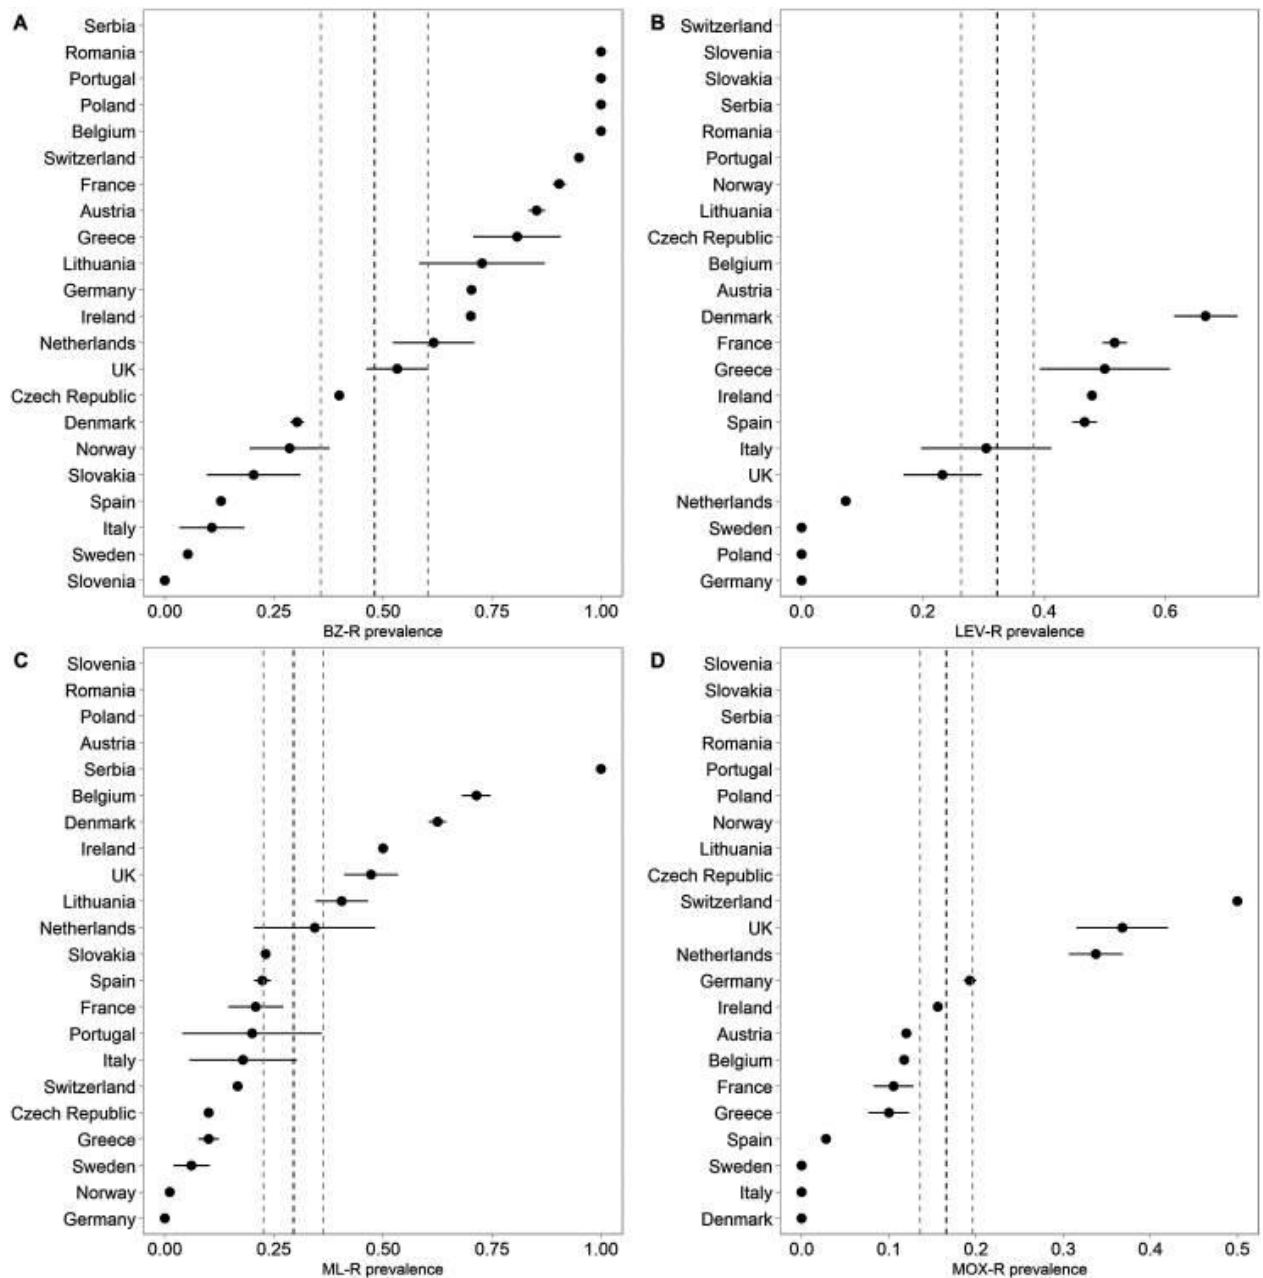 A
Serbia
Romania
Portugal
Poland
Belgium
Switzerland
France
Austria
Greece
Lithuania
Germany
Ireland
Netherlands
UK
Czech Republic
Denmark
Norway
Slovakia
Spain
Italy
Sweden
Slovenia
0.00 0.25 0.50 0.75 1.00
BZ-R prevalence
B
Switzerland
Slovenia
Slovakia
Serbia
Romania
Portugal
Norway
Lithuania
Czech Republic
Belgium
Austria
Denmark
France
Greece
Ireland
Spain
Italy
UK
Netherlands
Sweden
Poland
Germany
0.0 0.2 0.4 0.6
LEV-R prevalence
C
Slovenia
Romania
Poland
Austria
Serbia
Belgium
Denmark
Ireland
UK
Lithuania
Netherlands
Slovakia
Spain
France
Portugal
Italy
Switzerland
Czech Republic
Greece
Sweden
Norway
Germany
0.00 0.25 0.50 0.75 1.00
ML-R prevalence
D
Slovenia
Slovakia
Serbia
Romania
Portugal
Poland
Norway
Lithuania
Czech Republic
Switzerland
UK
Netherlands
Germany
Ireland
Austria
Belgium
France
Greece
Spain
Sweden
Italy
Denmark
0.0 0.1 0.2 0.3 0.4 0.5
MOX-R prevalence